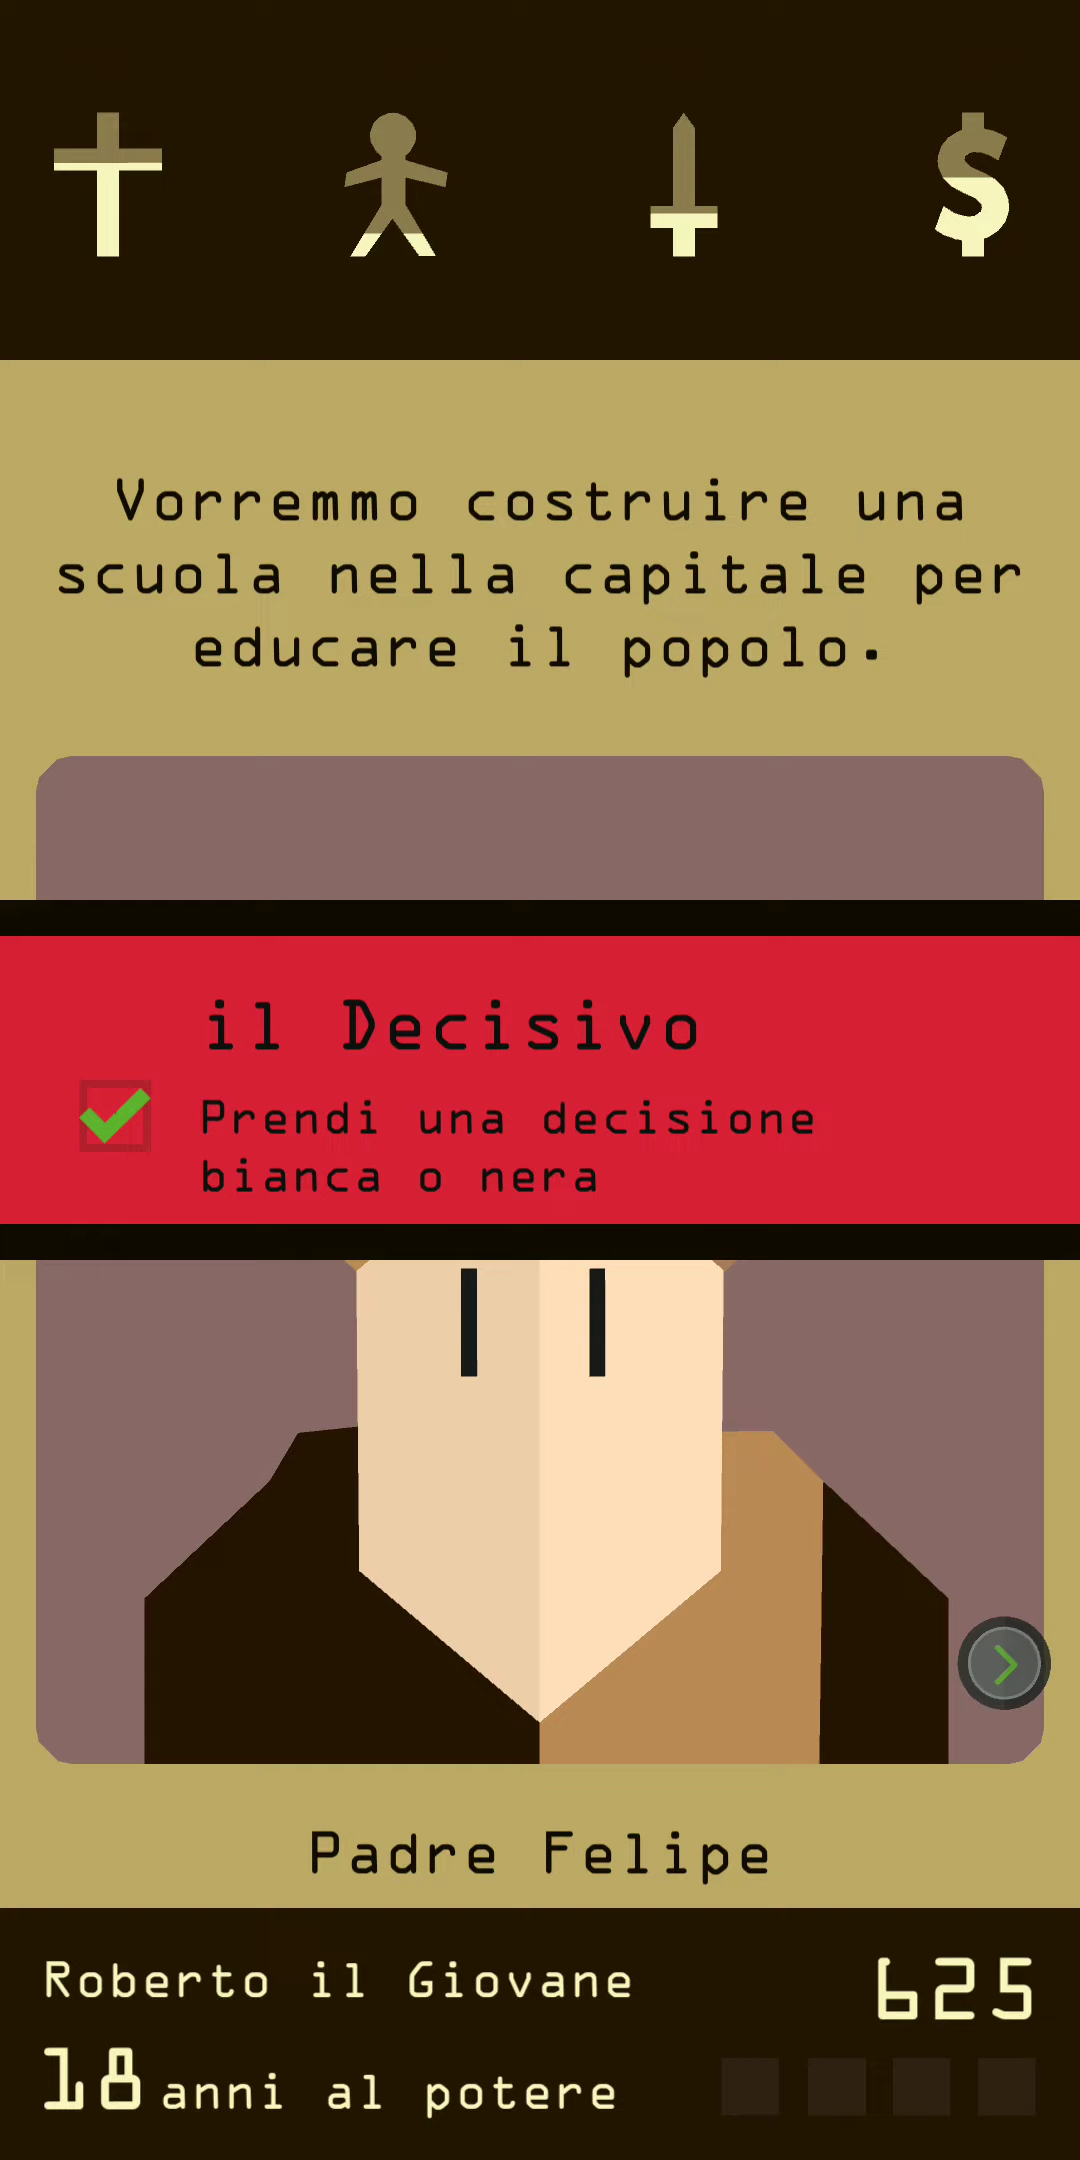 Vorremmo costruire una
scuola nella capitale per
educare il popolo.
il Decisivo
Prendi una decisione
bianca o nera
Padre Felipe
Roberto il Giovane
625
18 anni al potere